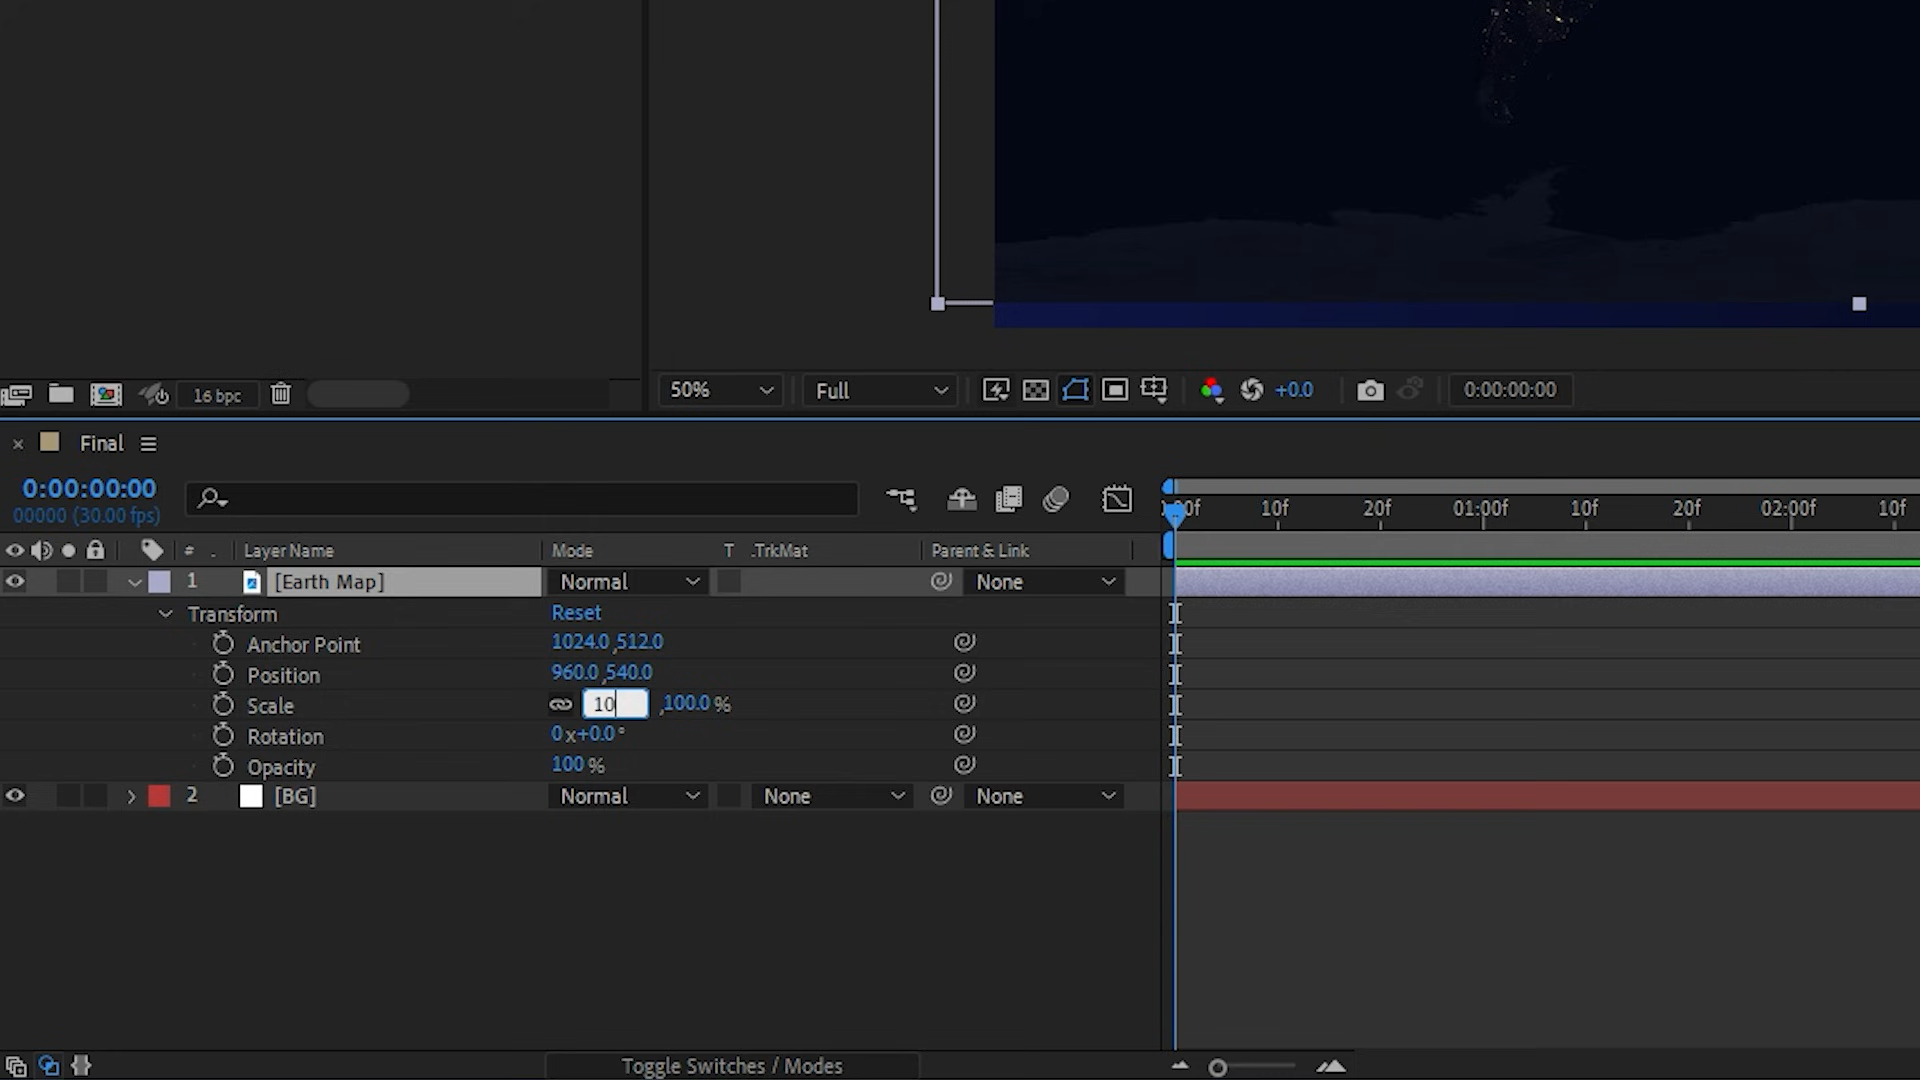 16 bpc
50%
Full
+0.0
0:00:00:00
Final
0:00:00:00
00000 (30.00 fps)
10f
20f
01:00f
10f
20f
02:00f
10f
# . Layer Name Mode T .TrkMat Parent & Link
1 [Earth Map] Normal None
Transform Reset
Anchor Point 1024.0,512.0
Position 960.0,540.0
Scale 10 ,100.0 %
Rotation 0x+0.0°
Opacity 100 %
2 [BG] Normal None None
Toggle Switches / Modes